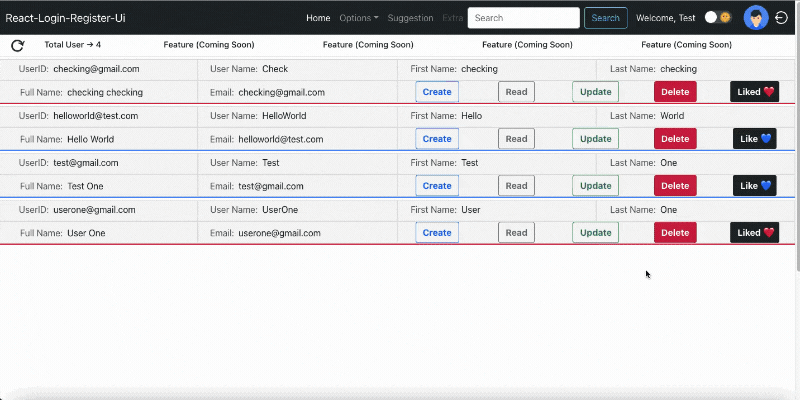 React-Login-Register-Ui Home Options Suggestion Extra Search Search Welcome, Test
Total User → 4 Feature (Coming Soon) Feature (Coming Soon) Feature (Coming Soon) Feature (Coming Soon)
UserID: checking@gmail.com User Name: Check First Name: checking Last Name: checking
Full Name: checking checking Email: checking@gmail.com Create Read Update Delete Liked ❤️
UserID: helloworld@test.com User Name: HelloWorld First Name: Hello Last Name: World
Full Name: Hello World Email: helloworld@test.com Create Read Update Delete Like 💙
UserID: test@gmail.com User Name: Test First Name: Test Last Name: One
Full Name: Test One Email: test@gmail.com Create Read Update Delete Like 💙
UserID: userone@gmail.com User Name: UserOne First Name: User Last Name: One
Full Name: User One Email: userone@gmail.com Create Read Update Delete Liked ❤️